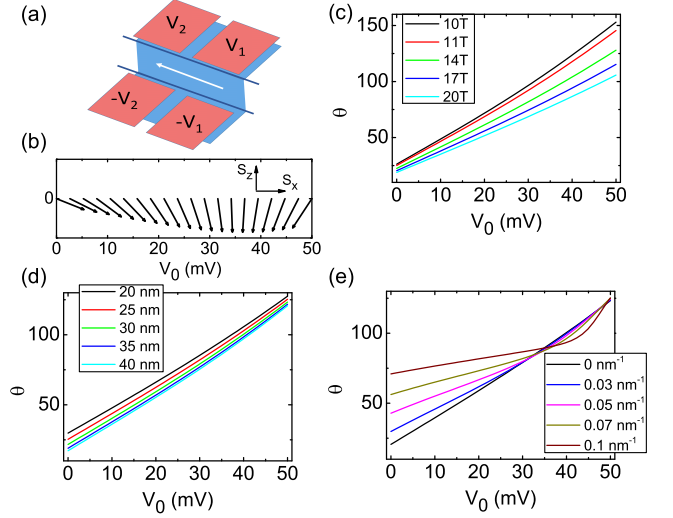 (a)
V2
V1
-V2
-V1
(b)
0
Sz
Sx
0 10 20 30 40 50
V0 (mV)
(c)
150
100
50
θ
10T
11T
14T
17T
20T
0 10 20 30 40 50
V0 (mV)
(d)
100
50
θ
20 nm
25 nm
30 nm
35 nm
40 nm
0 10 20 30 40 50
V0 (mV)
(e)
100
50
θ
0 nm-1
0.03 nm-1
0.05 nm-1
0.07 nm-1
0.1 nm-1
0 10 20 30 40 50
V0 (mV)